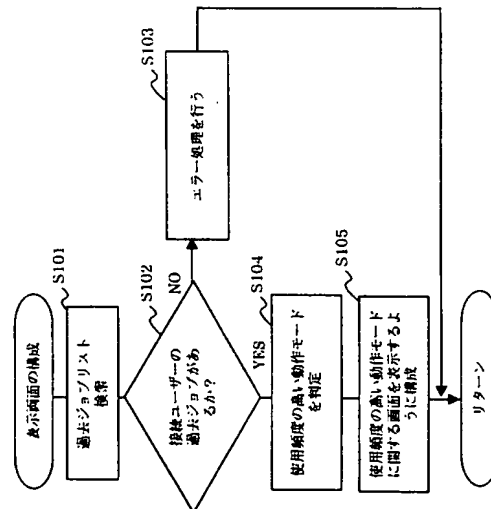 表示画面の構成
S101
過去ジョブリスト
検索
S102
接続ユーザーの
過去ジョブがあ
るか?
NO
S103
エラー処理を行う
YES
S104
使用頻度の高い動作モード
を判定
S105
使用頻度の高い動作モード
に関する画面を表示するよ
うに構成
リターン